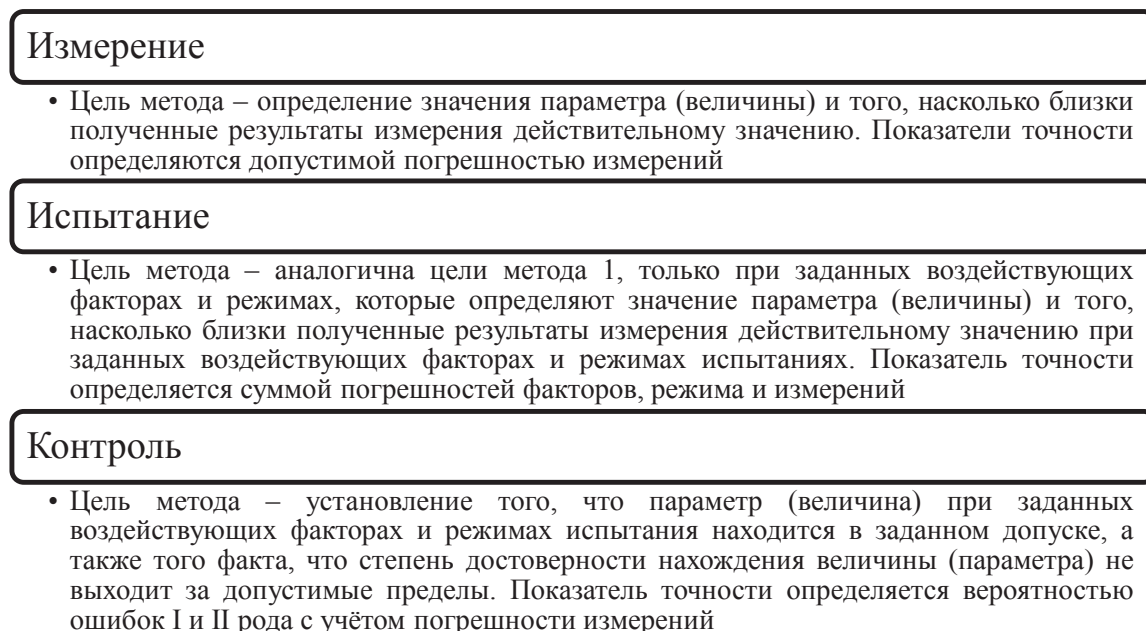 Измерение
• Цель метода – определение значения параметра (величины) и того, насколько близки
полученные результаты измерения действительному значению. Показатели точности
определяются допустимой погрешностью измерений
Испытание
• Цель метода – аналогична цели метода 1, только при заданных воздействующих
факторах и режимах, которые определяют значение параметра (величины) и того,
насколько близки полученные результаты измерения действительному значению при
заданных воздействующих факторах и режимах испытаниях. Показатель точности
определяется суммой погрешностей факторов, режима и измерений
Контроль
• Цель метода – установление того, что параметр (величина) при заданных
воздействующих факторах и режимах испытания находится в заданном допуске, а
также того факта, что степень достоверности нахождения величины (параметра) не
выходит за допустимые пределы. Показатель точности определяется вероятностью
ошибок I и II рода с учётом погрешности измерений